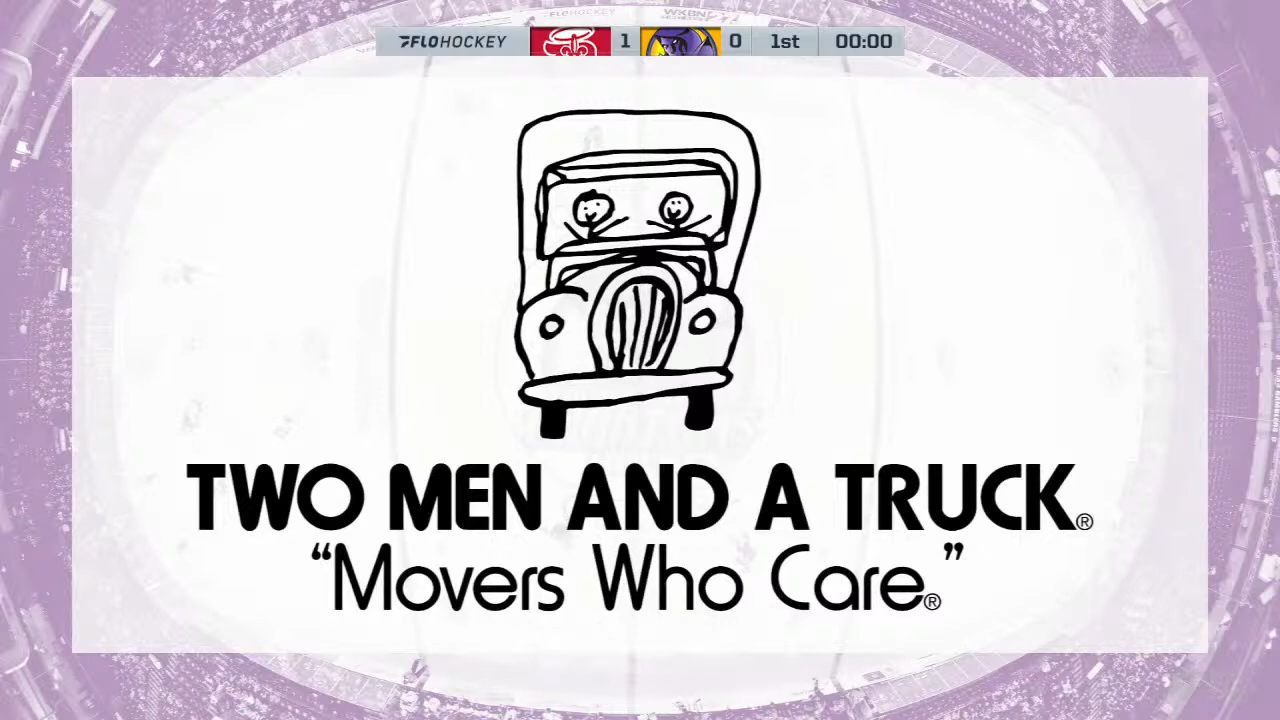 FLOHOCKEY 1 0 1st 00:00
TWO MEN AND A TRUCK®
“Movers Who Care.”®